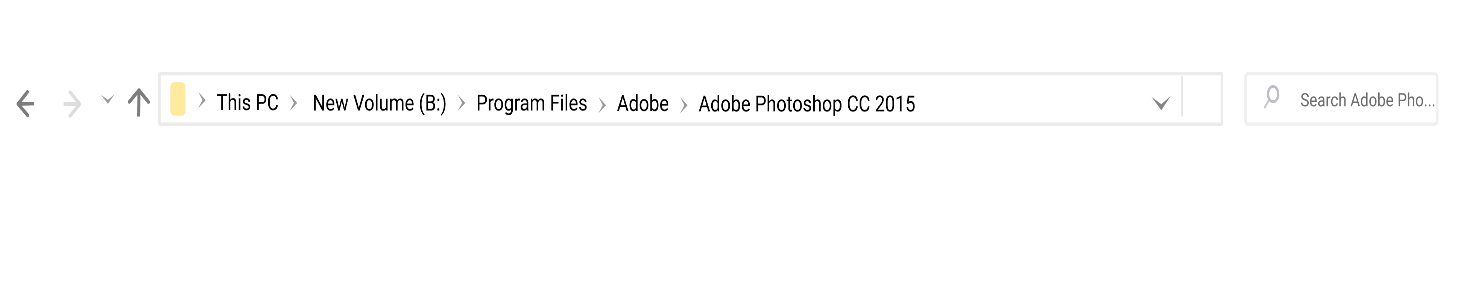 This PC > New Volume (B:) > Program Files > Adobe > Adobe Photoshop CC 2015 Search Adobe Pho...